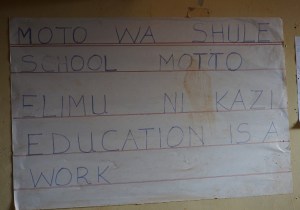 MOTO WA SHULE
SCHOOL MOTTO
ELIMU NI KAZI
EDUCATION IS A
WORK